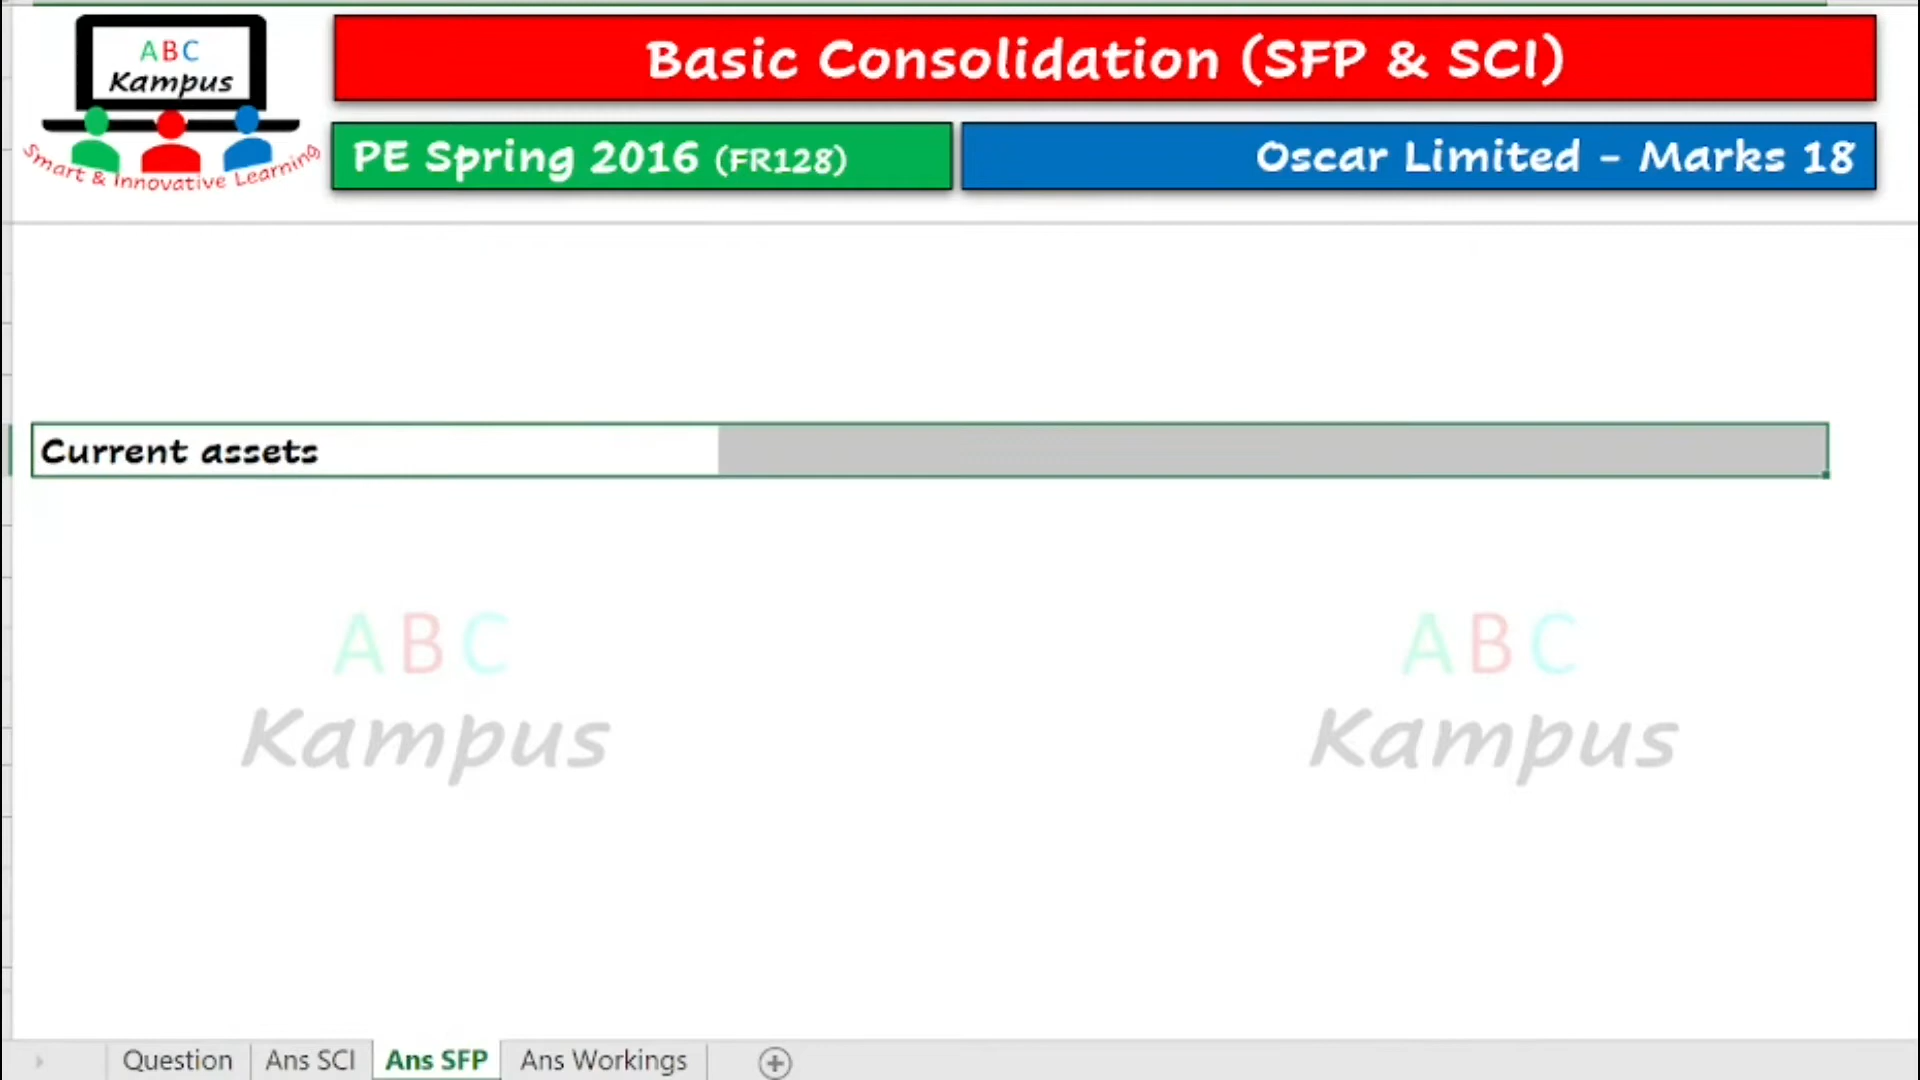 ABC
Kampus
Smart & Innovative Learning
Basic Consolidation (SFP & SCI)
PE Spring 2016 (FR128)
Oscar Limited - Marks 18
Current assets
ABC
Kampus
ABC
Kampus
Question
Ans SCI
Ans SFP
Ans Workings